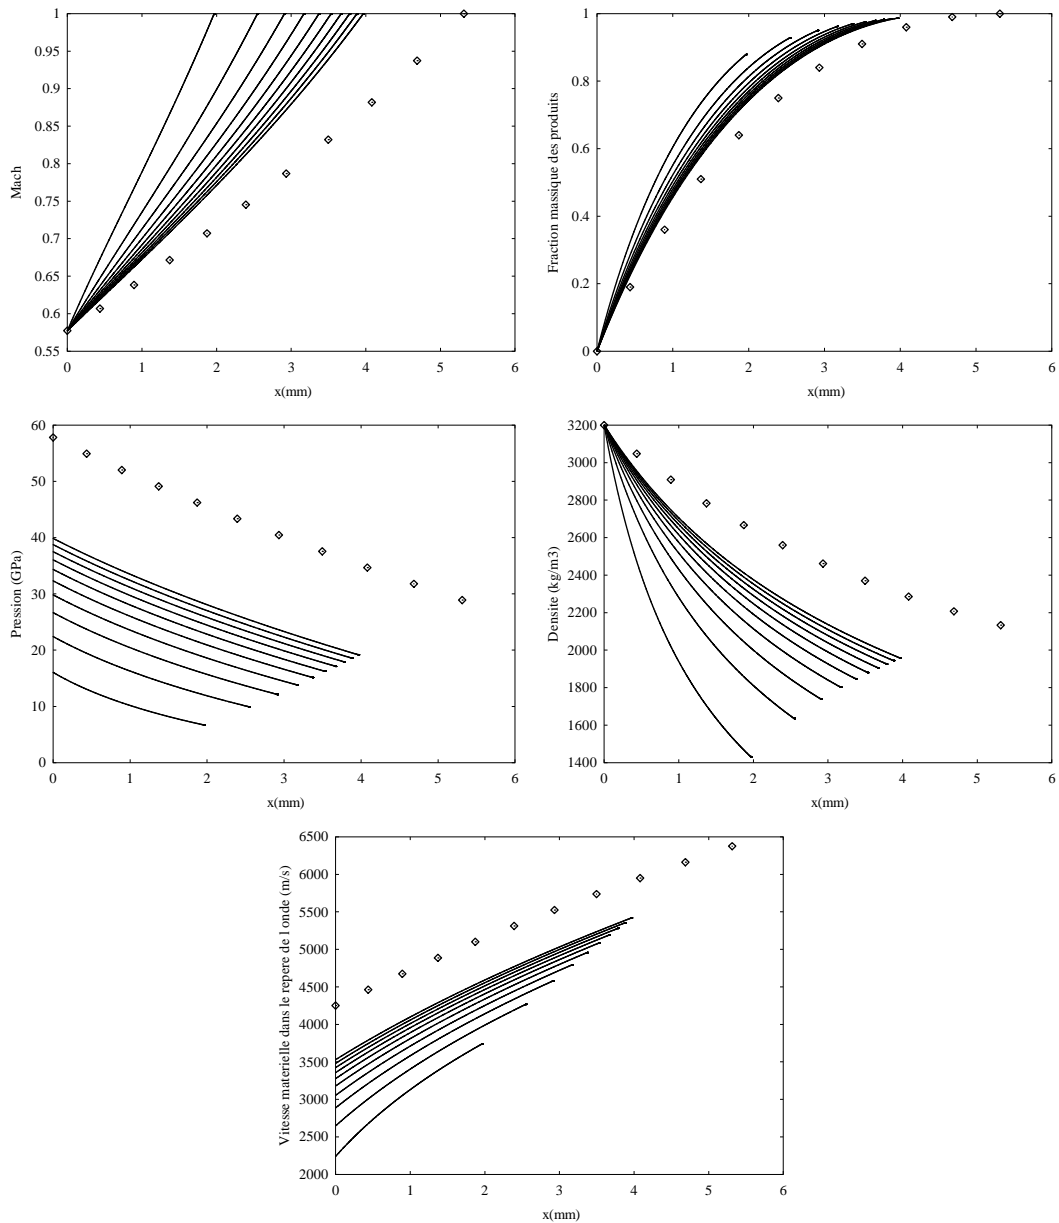 1
0.95
0.9
0.85
0.8
0.75
0.7
0.65
0.6
0.55
Mach
0 1 2 3 4 5 6
x(mm)
1
0.8
0.6
0.4
0.2
0
Fraction massique des produits
0 1 2 3 4 5 6
x(mm)
60
50
40
30
20
10
0
Pression (GPa)
0 1 2 3 4 5 6
x(mm)
3200
3000
2800
2600
2400
2200
2000
1800
1600
1400
Densite (kg/m3)
0 1 2 3 4 5 6
x(mm)
6500
6000
5500
5000
4500
4000
3500
3000
2500
2000
Vitesse materielle dans le repere de l onde (m/s)
0 1 2 3 4 5 6
x(mm)